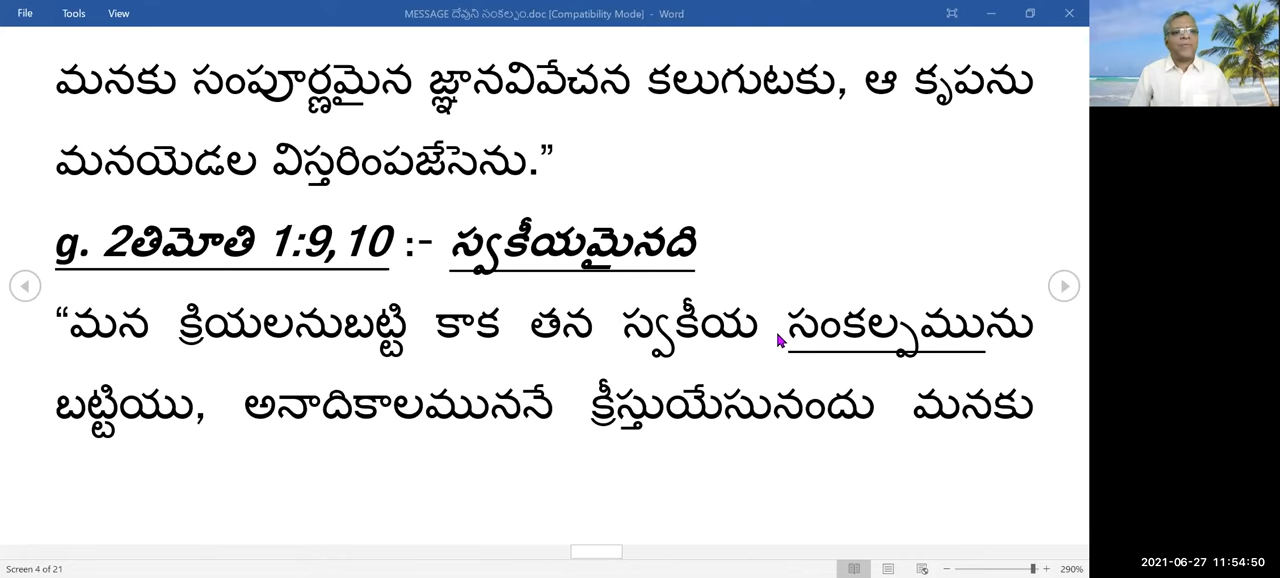 File Tools View MESSAGE దేవుని సంకల్పం.doc [Compatibility Mode] - Word
మనకు సంపూర్ణమైన జ్ఞానవివేచన కలుగుటకు, ఆ కృపను
మనయెడల విస్తరింపజేసెను.”
g. 2తిమోతి 1:9, 10 :- స్వకీయమైనది
“మన క్రియలనుబట్టి కాక తన స్వకీయ సంకల్పమును
బట్టియు, అనాదికాలముననే క్రీస్తుయేసునందు మనకు
Screen 4 of 21 290%
2021-06-27 11:54:50